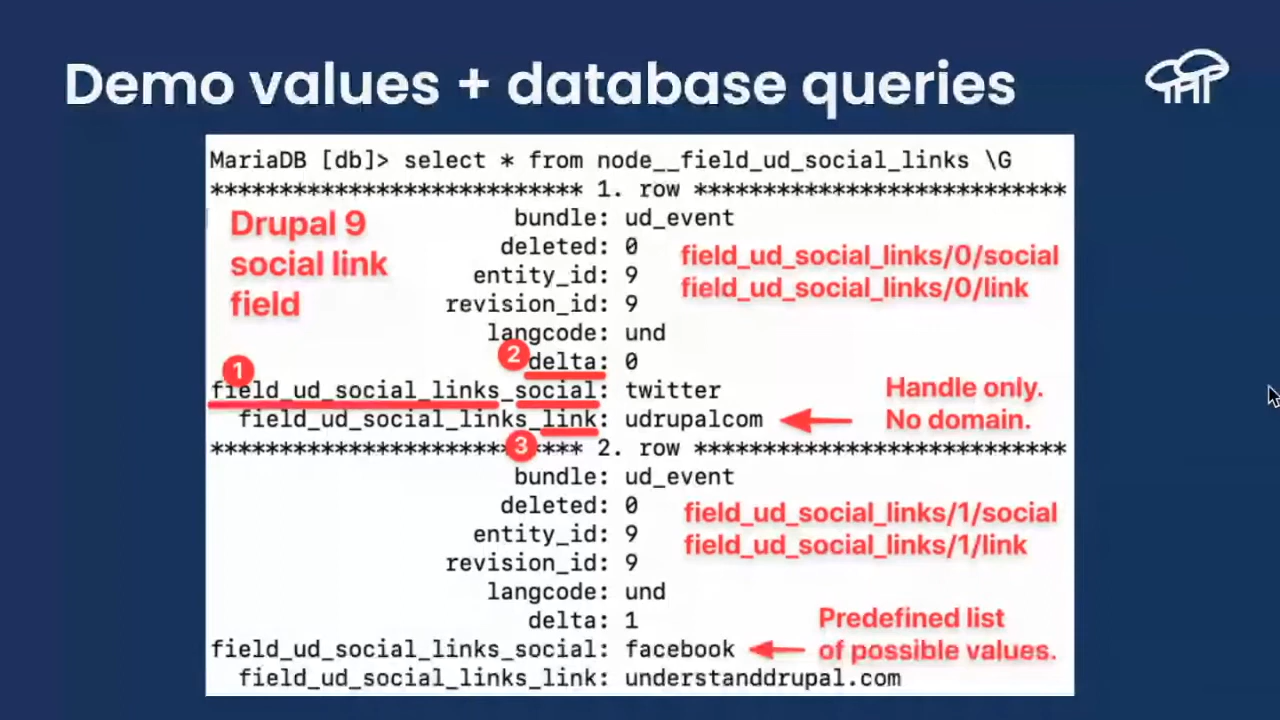 Demo values + database queries
MariaDB [db]> select * from node__field_ud_social_links \G
*************************** 1. row ***************************
Drupal 9
social link
field
bundle: ud_event
deleted: 0
entity_id: 9
revision_id: 9
langcode: und
2
delta: 0
field_ud_social_links/0/social
field_ud_social_links/0/link
1
field_ud_social_links_social: twitter
field_ud_social_links_link: udrupalcom
Handle only.
No domain.
3
*************************** 2. row ***************************
bundle: ud_event
deleted: 0
entity_id: 9
revision_id: 9
langcode: und
delta: 1
field_ud_social_links/1/social
field_ud_social_links/1/link
field_ud_social_links_social: facebook
field_ud_social_links_link: understanddrupal.com
Predefined list
of possible values.